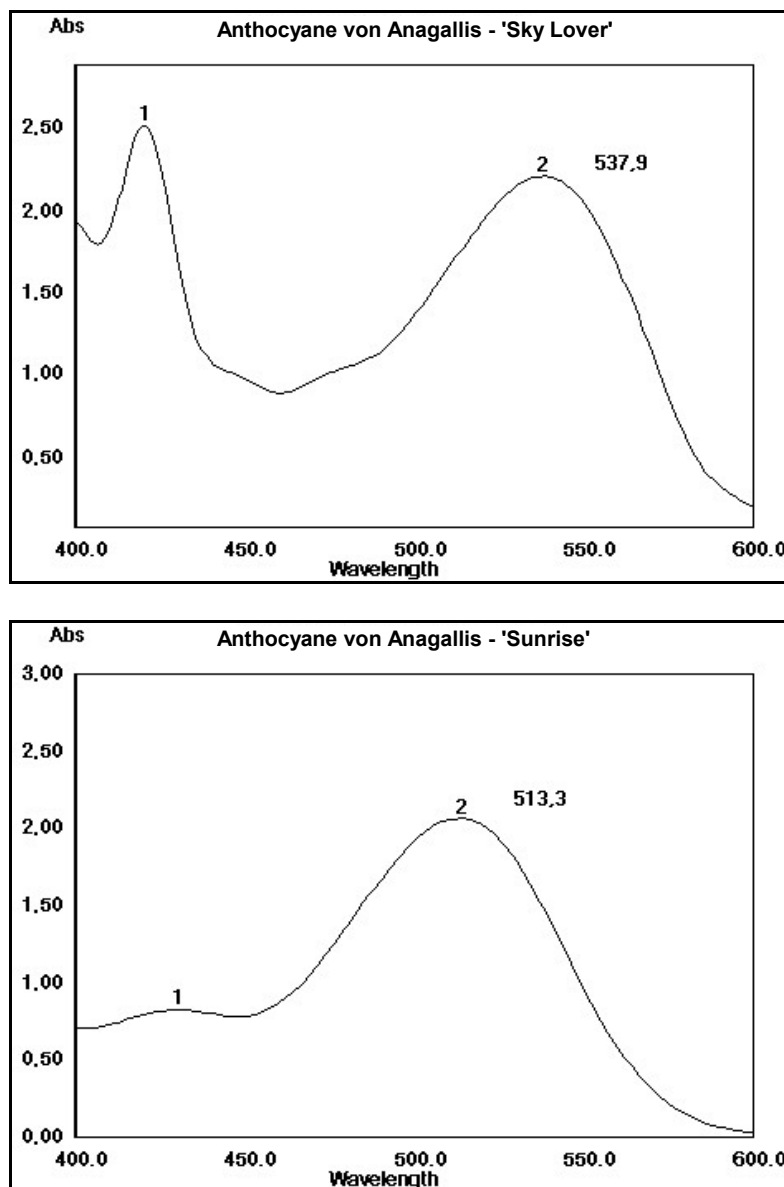 Abs
Anthocyane von Anagallis - 'Sky Lover'
2,50
1
2
537,9
2,00
1,50
1,00
0,50
400.0 450.0 500.0 550.0 600.0
Wavelength
Abs
Anthocyane von Anagallis - 'Sunrise'
3,00
2,50
2
513,3
2,00
1,50
1,00
1
0,50
0,00
400.0 450.0 500.0 550.0 600.0
Wavelength